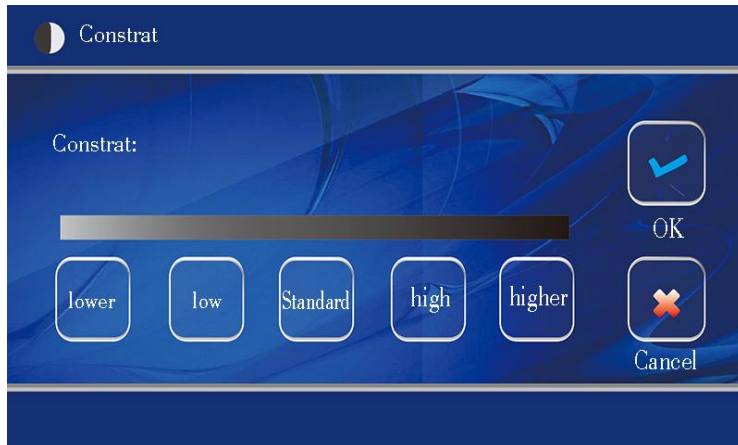 Constrat
Constrat:
OK
lower
low
Standard
high
higher
Cancel